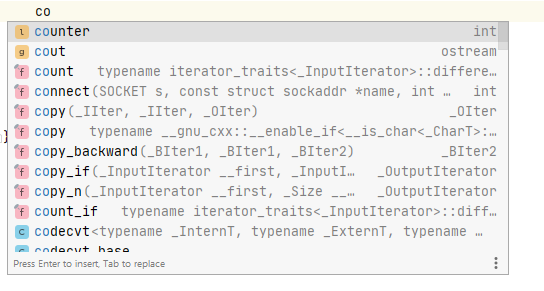 co
l counter int
g cout ostream
f count typename iterator_traits<_InputIterator>::differe…
f connect(SOCKET s, const struct sockaddr *name, int … int
f copy(_IIter, _IIter, _OIter) _OIter
f copy typename __gnu_cxx::__enable_if<__is_char<_CharT>:…
f copy_backward(_BIter1, _BIter1, _BIter2) _BIter2
f copy_if(_InputIterator __first, _InputI… _OutputIterator
f copy_n(_InputIterator __first, _Size __… _OutputIterator
f count_if typename iterator_traits<_InputIterator>::diff…
C codecvt<typename _InternT, typename _ExternT, typename …
codecvt_base
}
Press Enter to insert, Tab to replace